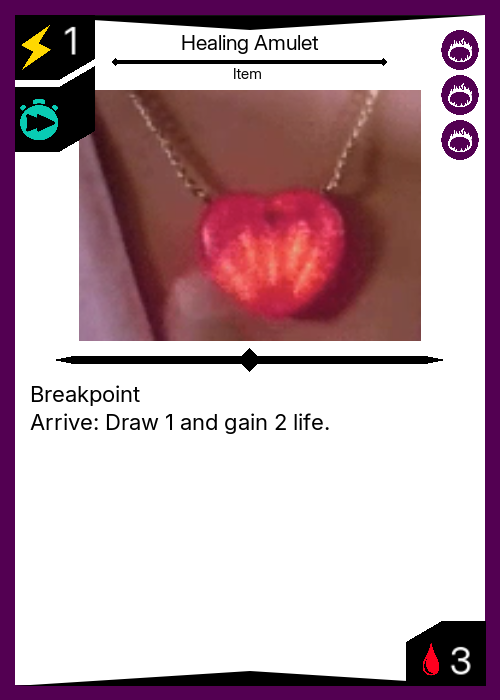 1
Healing Amulet
Item
Breakpoint
Arrive: Draw 1 and gain 2 life.
3